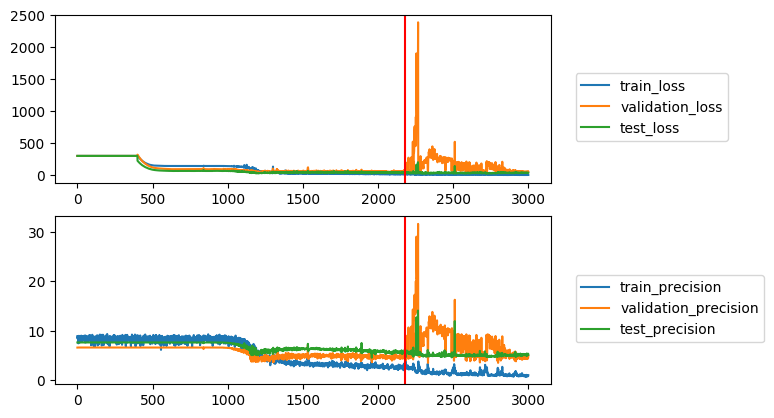 2500
2000
1500
1000
500
0
0 500 1000 1500 2000 2500 3000
train_loss
validation_loss
test_loss
30
20
10
0
0 500 1000 1500 2000 2500 3000
train_precision
validation_precision
test_precision